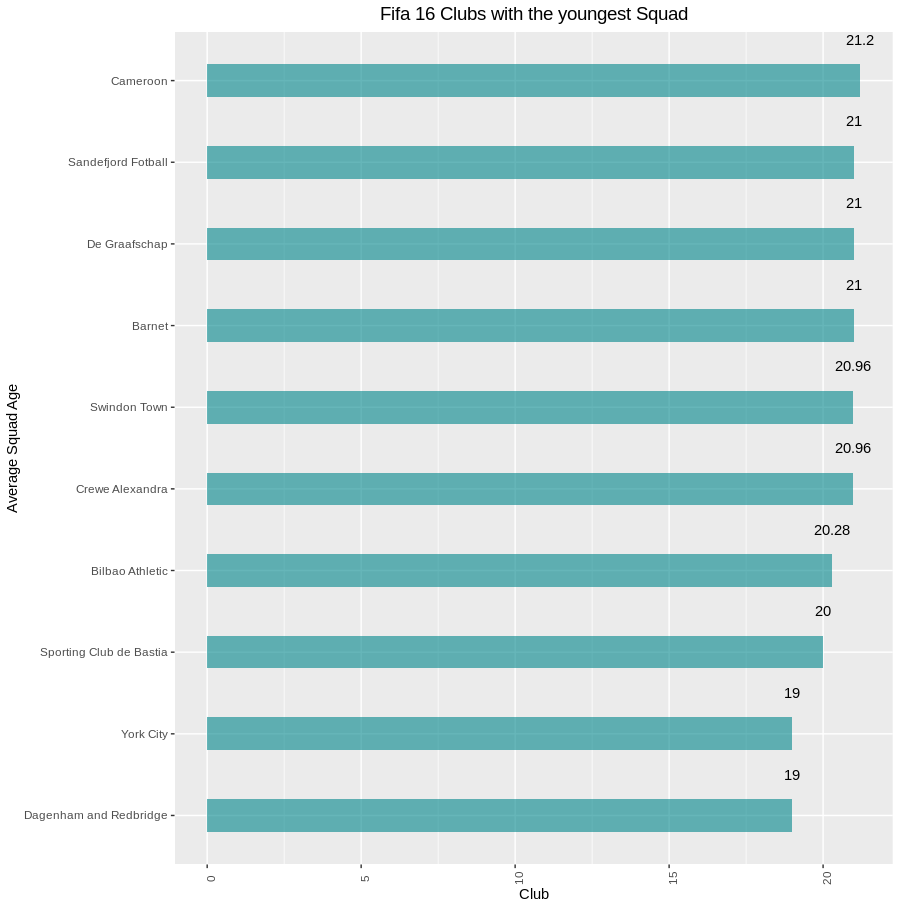 Fifa 16 Clubs with the youngest Squad
21.2
Cameroon
21
Sandefjord Fotball
21
De Graafschap
21
Barnet
20.96
Swindon Town
20.96
Crewe Alexandra
20.28
Bilbao Athletic
20
Sporting Club de Bastia
19
York City
19
Dagenham and Redbridge
Average Squad Age
0
5
10
15
20
Club